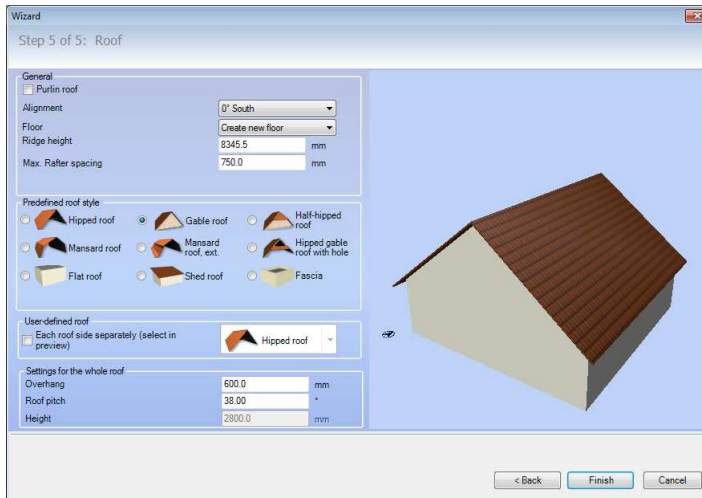 Wizard
Step 5 of 5: Roof
General
Purlin roof
Alignment 0° South
Floor Create new floor
Ridge height 8345.5 mm
Max. Rafter spacing 750.0 mm
Predefined roof style
Hipped roof Gable roof Half-hipped roof
Mansard roof Mansard roof, ext. Hipped gable roof with hole
Flat roof Shed roof Fascia
User-defined roof
Each roof side separately (select in
preview) Hipped roof
Settings for the whole roof
Overhang 600.0 mm
Roof pitch 38.00 °
Height 2800.0 mm
< Back Finish Cancel